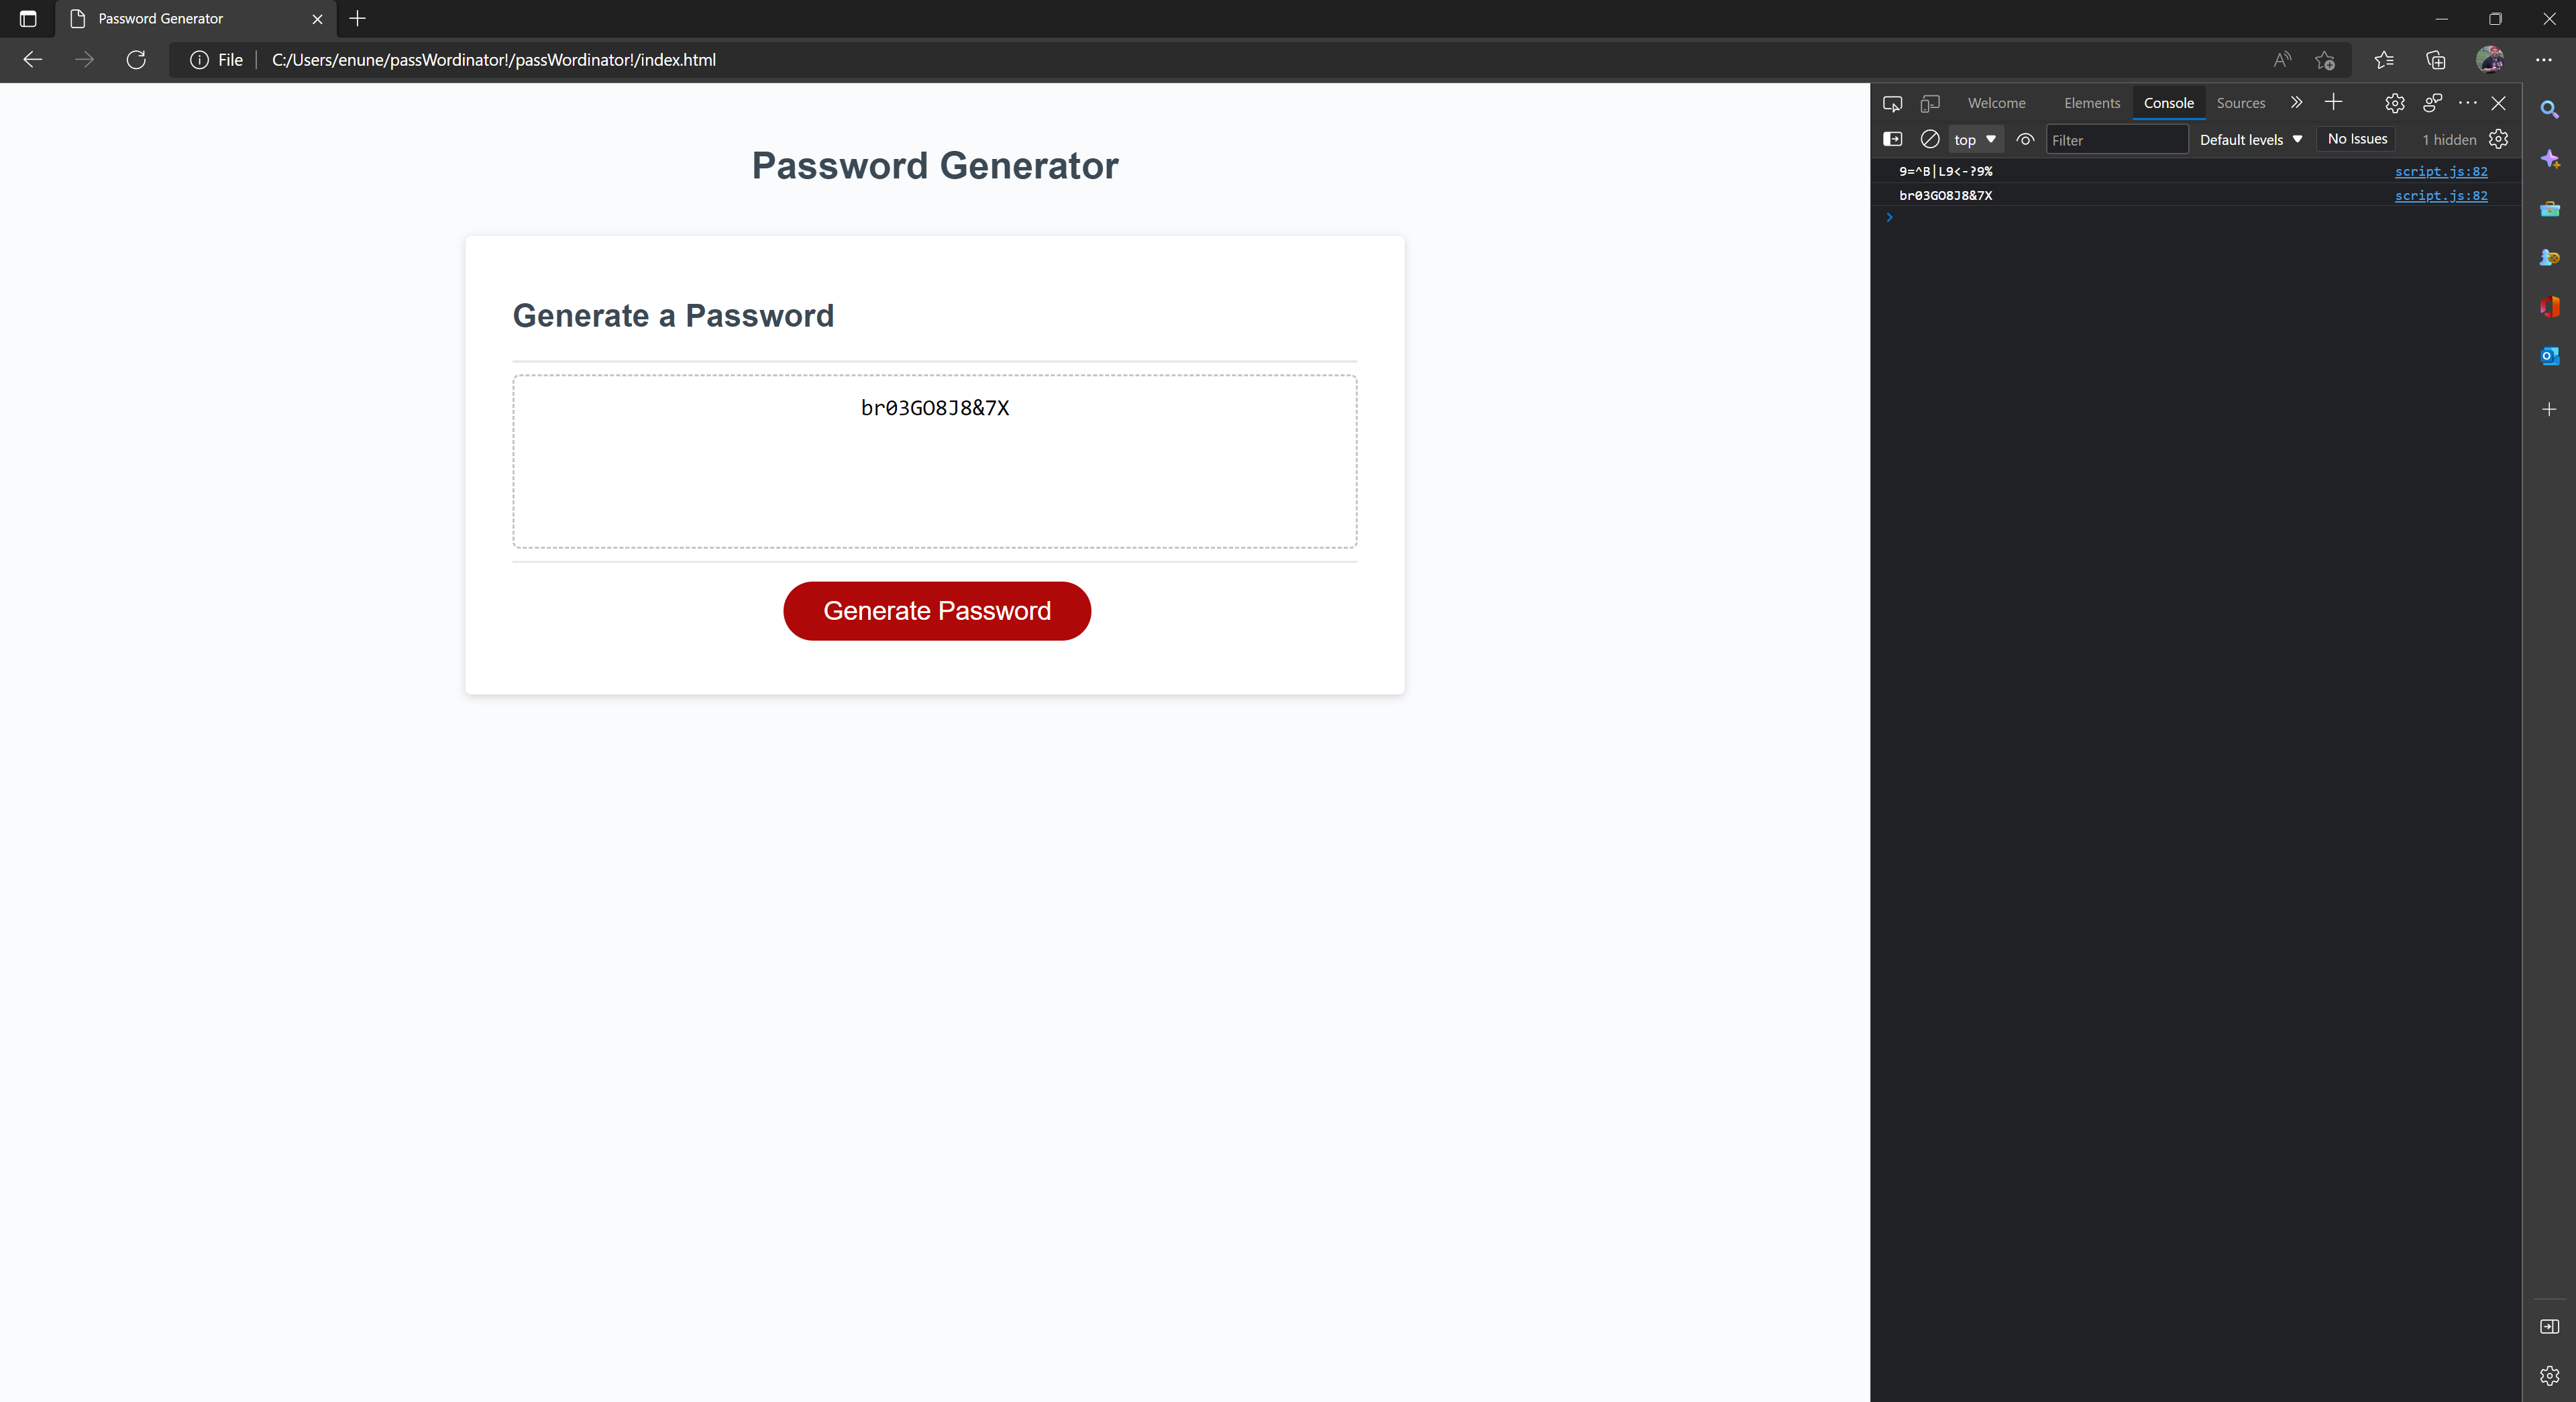 Password Generator
File
C:/Users/enune/passWordinator!/passWordinator!/index.html
Password Generator
Generate a Password
br03GO8J8&7X
Generate Password
Welcome
Elements
Console
Sources
top
Filter
Default levels
No Issues
1 hidden
9=^B|L9<-?9% script.js:82
br03GO8J8&7X script.js:82